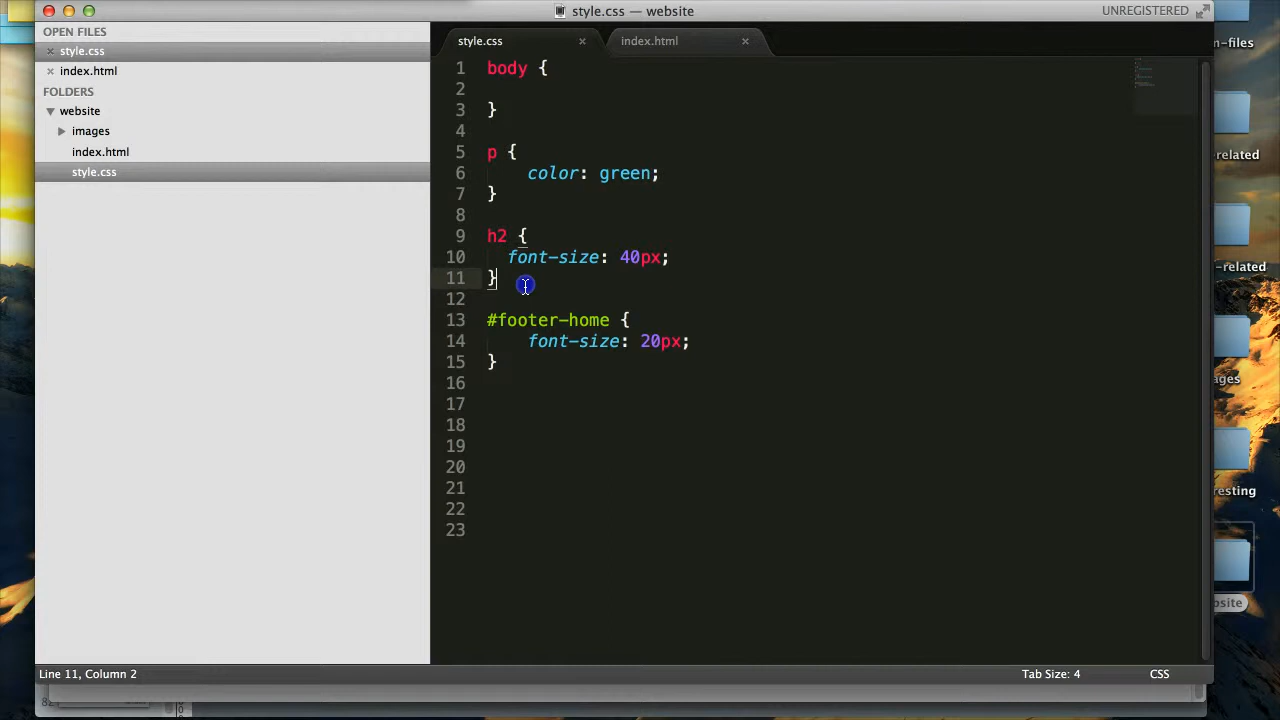 style.css — website
UNREGISTERED
OPEN FILES
style.css
index.html
FOLDERS
website
images
index.html
style.css
style.css
index.html
1 body {
2
3 }
4
5 p {
6     color: green;
7 }
8
9 h2 {
10   font-size: 40px;
11 }
12
13 #footer-home {
14     font-size: 20px;
15 }
16
17
18
19
20
21
22
23
Line 11, Column 2
Tab Size: 4
CSS
n-files
related
-related
ages
resting
bsite